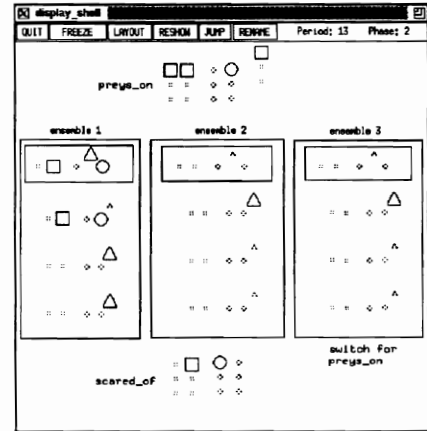 display_shell
QUIT FREEZE LAYOUT RESHOW JUMP RENAME Period: 13 Phase: 2
preys_on
ensemble 1 ensemble 2 ensemble 3
switch for
preys_on
scared_of